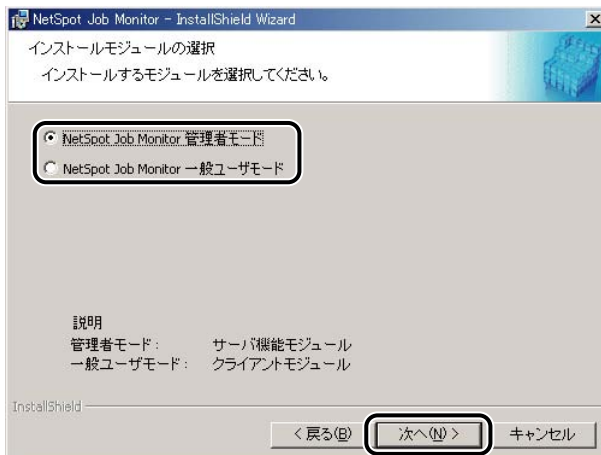 NetSpot Job Monitor - InstallShield Wizard
インストールモジュールの選択
インストールするモジュールを選択してください。
NetSpot Job Monitor 管理者モード
NetSpot Job Monitor 一般ユーザモード
説明
管理者モード： サーバ機能モジュール
一般ユーザモード： クライアントモジュール
InstallShield
< 戻る(B) 次へ(N) > キャンセル